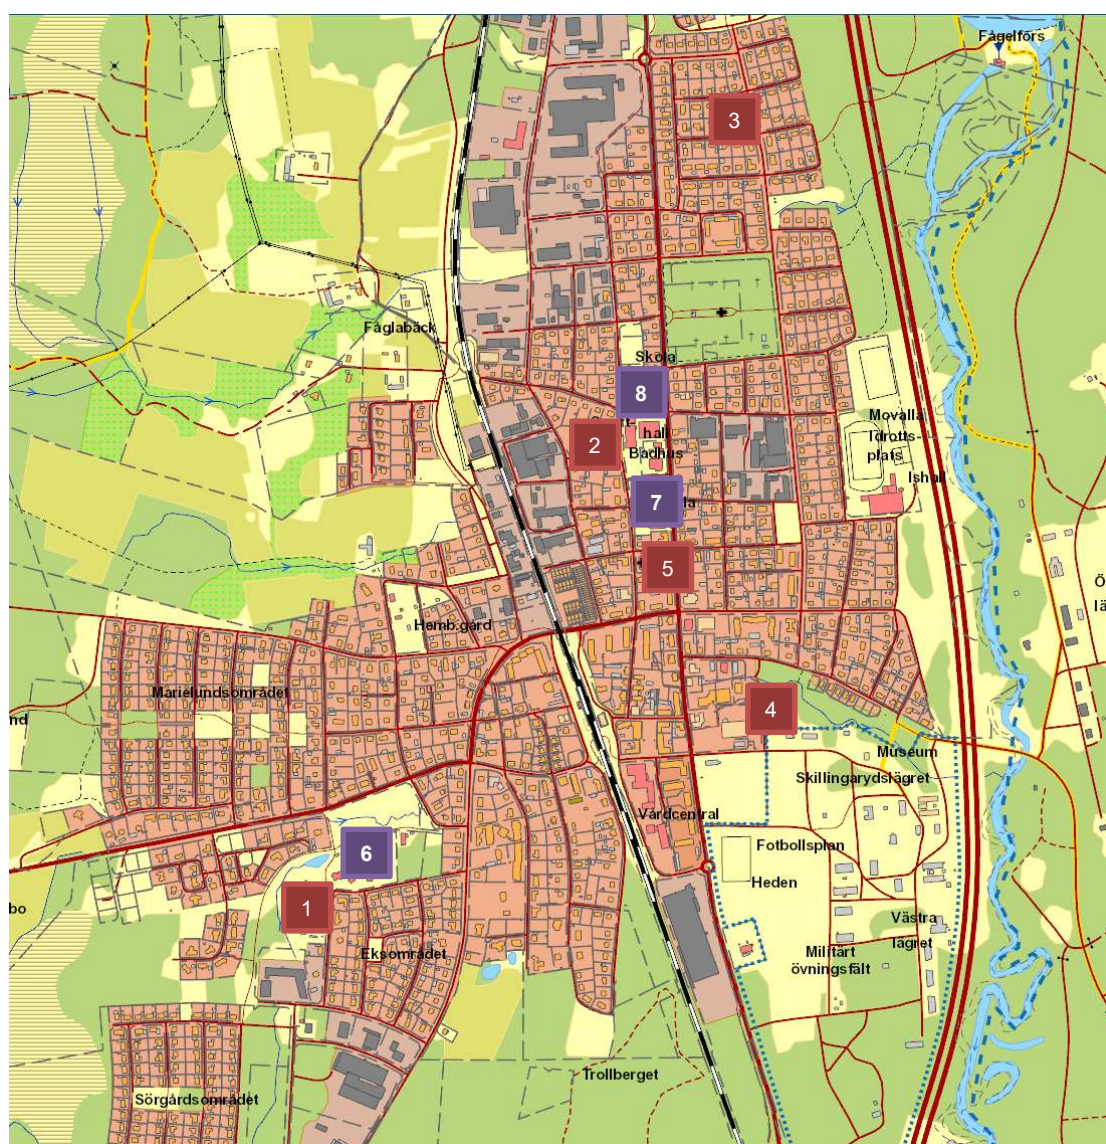 Fågelfors
3
Fåglabäck
Skola
8
Movalla
Idrotts-
plats
hall
2
Badhus
Ishall
7
5
Hemb.gård
Marielundsområdet
4
Museum
Skillingarydslägret
Vårdcentral
6
Fotbollsplan
Heden
1
bo
Västra
lägret
Eksområdet
Militärt
övningsfält
Trollberget
Sörgårdsområdet